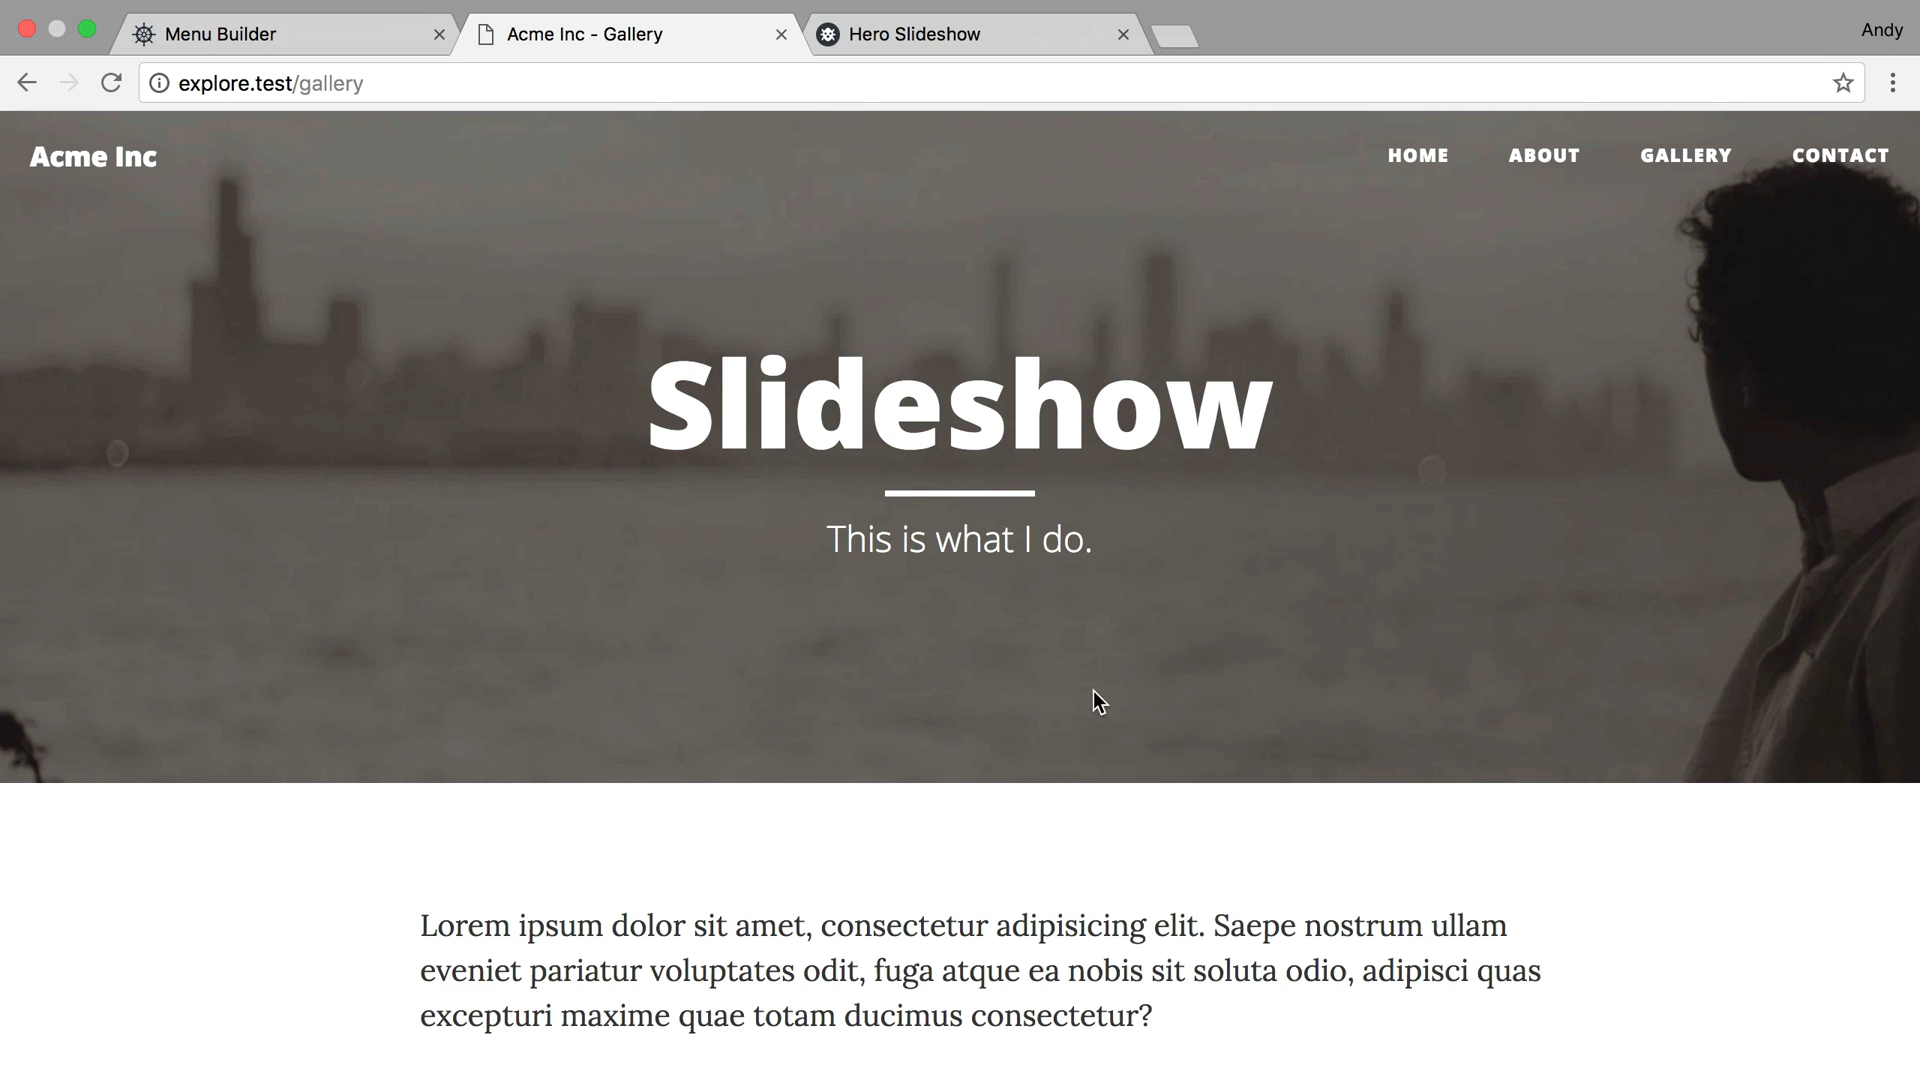 Menu Builder
Acme Inc - Gallery
Hero Slideshow
Andy
explore.test/gallery
Acme Inc
HOME
ABOUT
GALLERY
CONTACT
Slideshow
This is what I do.
Lorem ipsum dolor sit amet, consectetur adipisicing elit. Saepe nostrum ullam
eveniet pariatur voluptates odit, fuga atque ea nobis sit soluta odio, adipisci quas
excepturi maxime quae totam ducimus consectetur?